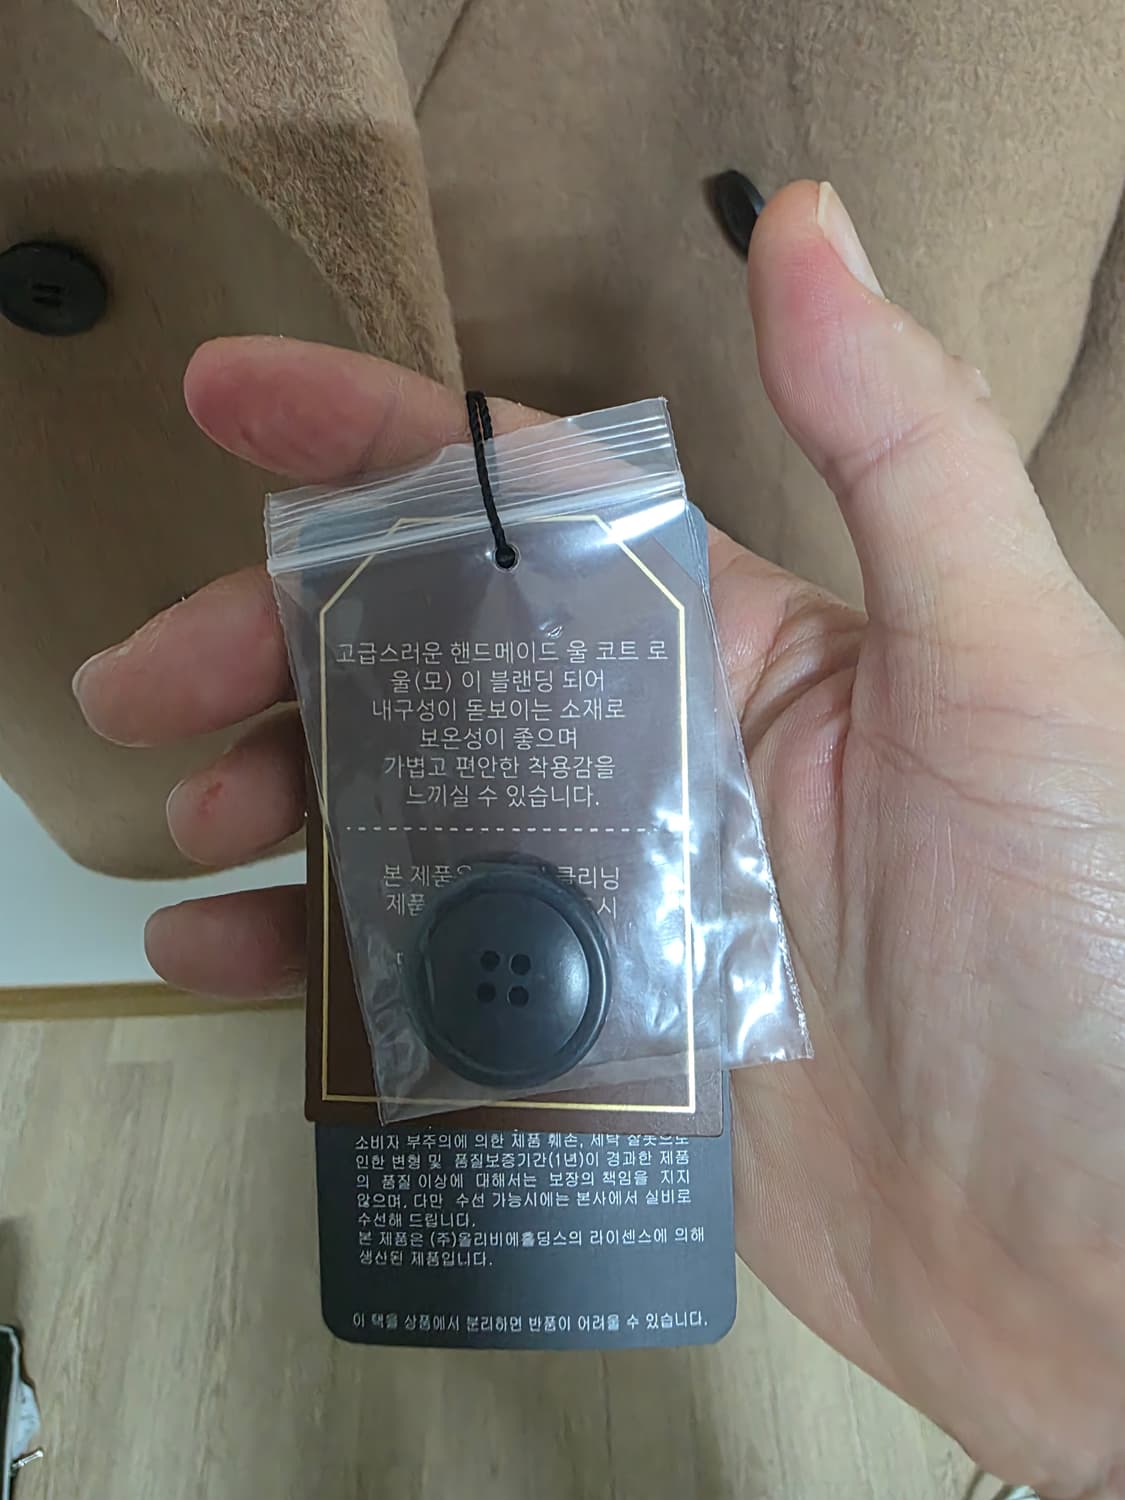 고급스러운 핸드메이드 울 코트 로
울(모) 이 블랜딩 되어
내구성이 돋보이는 소재로
보온성이 좋으며
가볍고 편안한 착용감을
느끼실 수 있습니다.
본 클리닝
소비자 부주의에 의한 제품 훼손, 세탁 잘못으로
인한 변형 및 품질보증기간(1년)이 경과한 제품
의 품질 이상에 대해서는 보장의 책임을 지지
않으며, 다만 수선 가능시에는 본사에서 실비로
수선해 드립니다.
본 제품은 (주)올리비에홀딩스의 라이센스에 의해
생산된 제품입니다.
이 택을 상품에서 분리하면 반품이 어려울 수 있습니다.